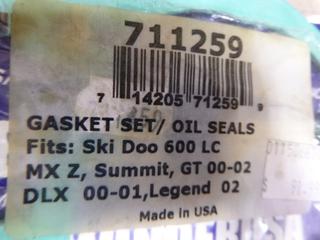 711259
7 14205 71259 9
GASKET SET/ OIL SEALS
Fits: Ski Doo 600 LC
MX Z, Summit, GT 00-02
DLX 00-01, Legend 02
Made in USA